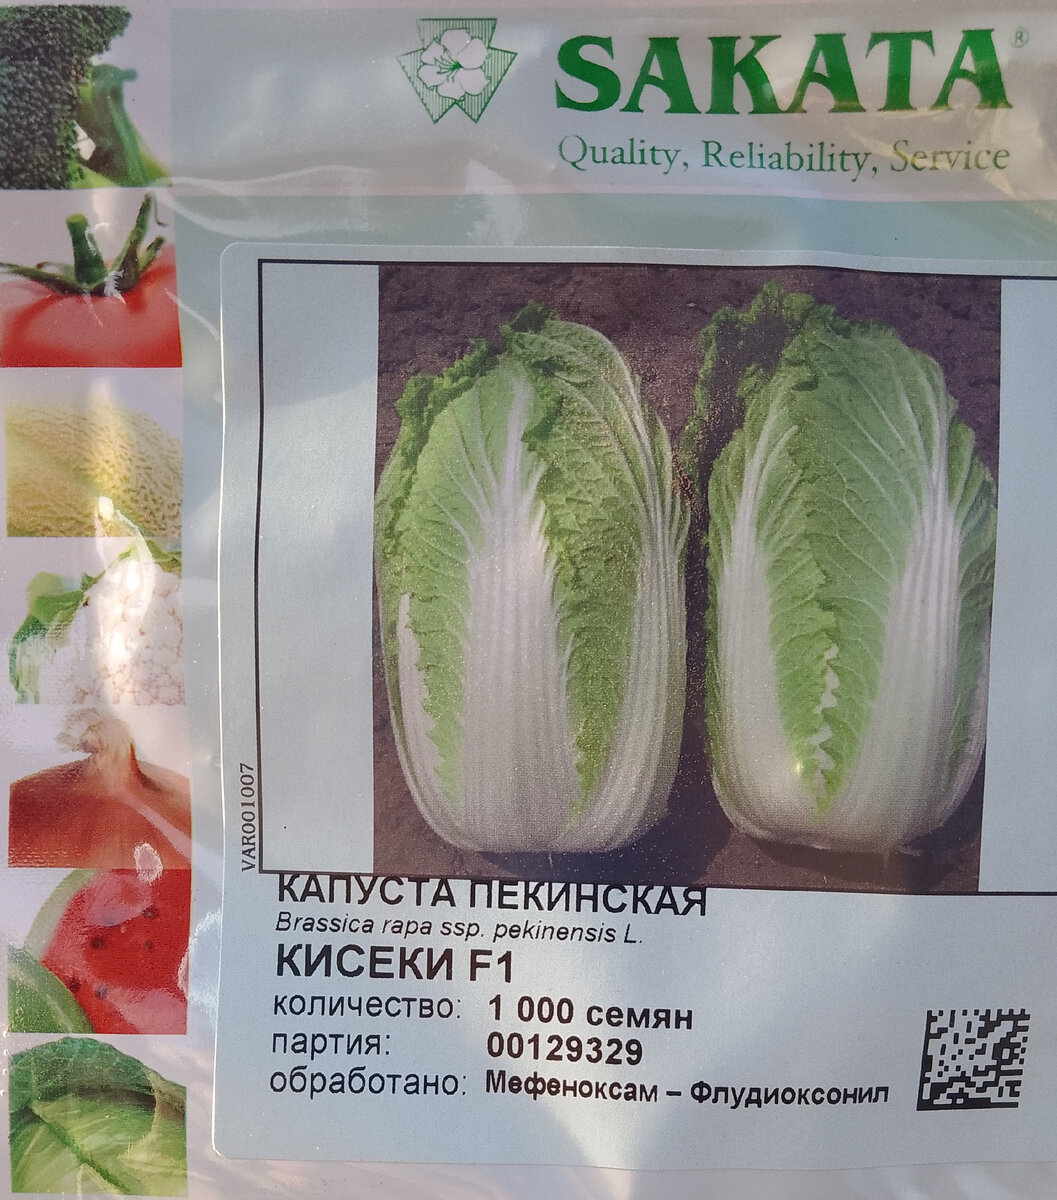 SAKATA®
Quality, Reliability, Service
VAR001007
КАПУСТА ПЕКИНСКАЯ
Brassica rapa ssp. pekinensis L.
КИСЕКИ F1
количество: 1 000 семян
партия: 00129329
обработано: Мефеноксам – Флудиоксонил